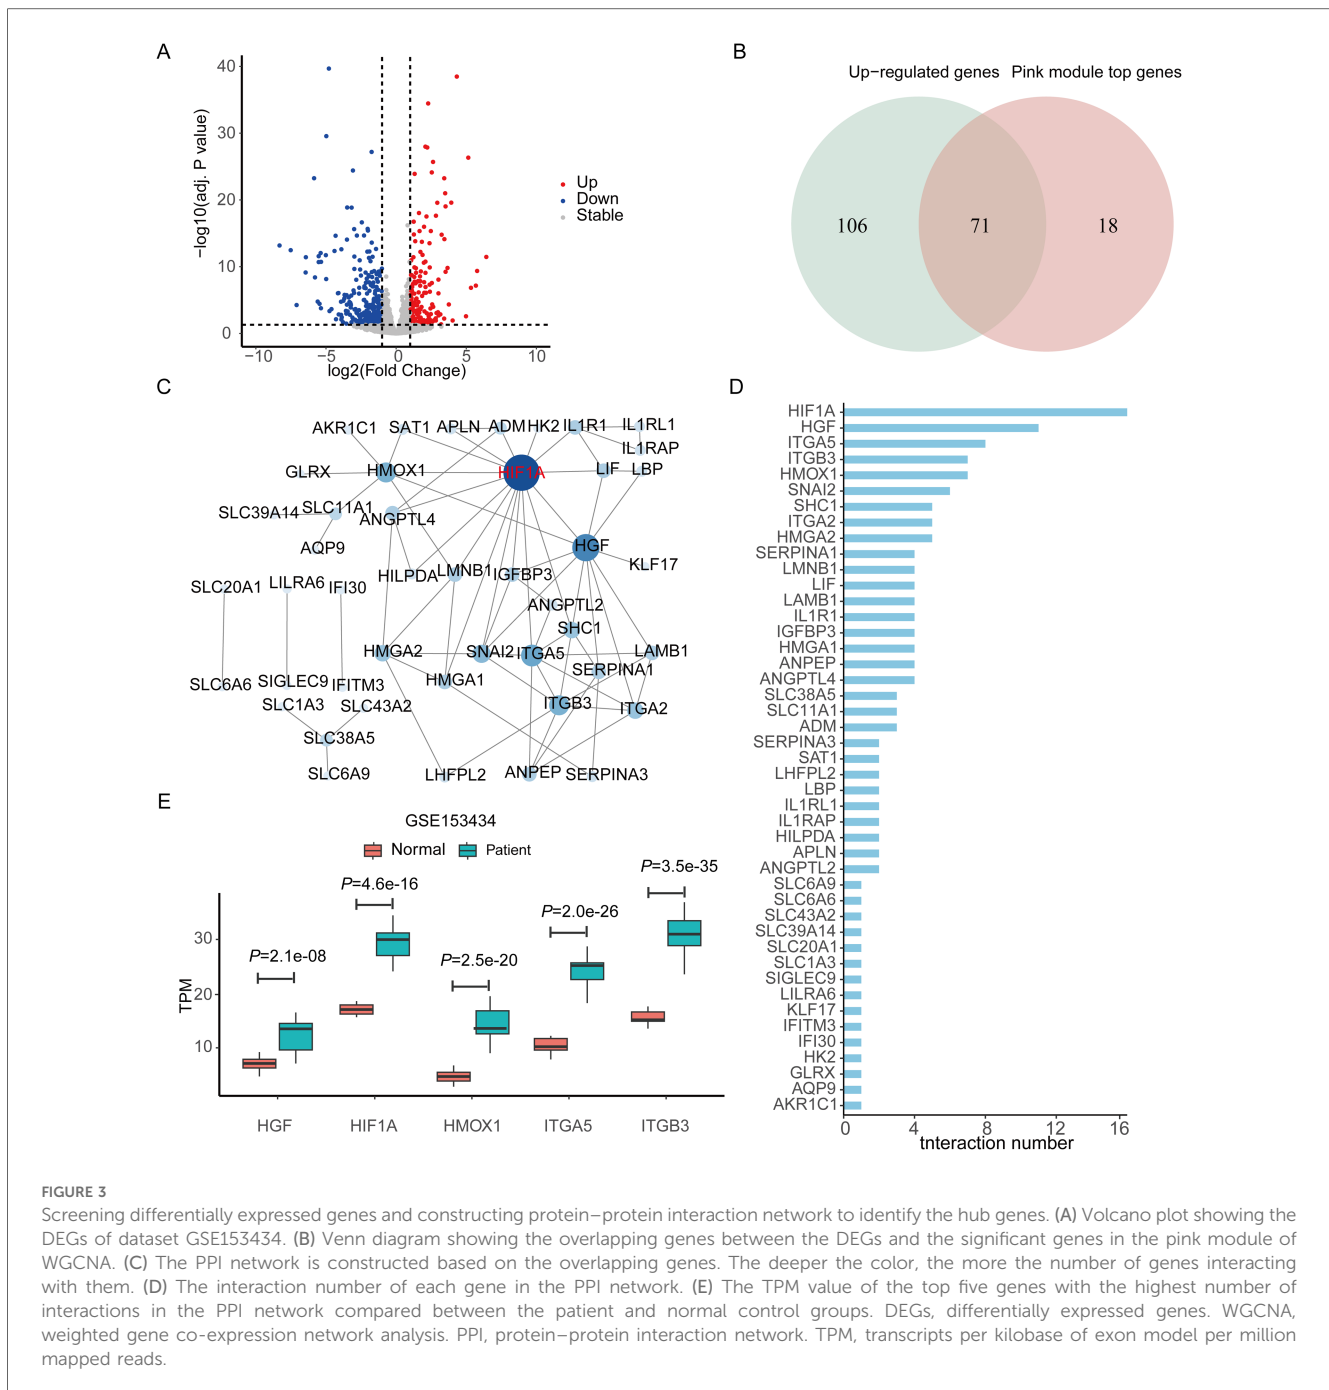 A
40
30
20
10
0
−log10(adj. P value)
−10
−5
0
5
10
log2(Fold Change)
Up
Down
Stable
B
Up−regulated genes
Pink module top genes
106
71
18
C
AKR1C1
SAT1
APLN
ADM
HK2
IL1R1
IL1RL1
IL1RAP
GLRX
HMOX1
HIF1A
LIF
LBP
SLC39A14
SLC11A1
ANGPTL4
AQP9
HGF
KLF17
HILPDA
LMNB1
IGFBP3
SLC20A1
LILRA6
IFI30
ANGPTL2
SHC1
HMGA2
SNAI2
ITGA5
LAMB1
SERPINA1
SLC6A6
SIGLEC9
IFITM3
HMGA1
SLC1A3
SLC43A2
ITGB3
ITGA2
SLC38A5
SLC6A9
LHFPL2
ANPEP
SERPINA3
D
HIF1A
HGF
ITGA5
ITGB3
HMOX1
SNAI2
SHC1
ITGA2
HMGA2
SERPINA1
LMNB1
LIF
LAMB1
IL1R1
IGFBP3
HMGA1
ANPEP
ANGPTL4
SLC38A5
SLC11A1
ADM
SERPINA3
SAT1
LHFPL2
LBP
IL1RL1
IL1RAP
HILPDA
APLN
ANGPTL2
SLC6A9
SLC6A6
SLC43A2
SLC39A14
SLC20A1
SLC1A3
SIGLEC9
LILRA6
KLF17
IFITM3
IFI30
HK2
GLRX
AQP9
AKR1C1
0
4
8
12
16
tnteraction number
E
GSE153434
Normal
Patient
P=2.1e-08
P=4.6e-16
P=2.5e-20
P=2.0e-26
P=3.5e-35
TPM
30
20
10
HGF
HIF1A
HMOX1
ITGA5
ITGB3
FIGURE 3
Screening differentially expressed genes and constructing protein–protein interaction network to identify the hub genes. (A) Volcano plot showing the
DEGs of dataset GSE153434. (B) Venn diagram showing the overlapping genes between the DEGs and the significant genes in the pink module of
WGCNA. (C) The PPI network is constructed based on the overlapping genes. The deeper the color, the more the number of genes interacting
with them. (D) The interaction number of each gene in the PPI network. (E) The TPM value of the top five genes with the highest number of
interactions in the PPI network compared between the patient and normal control groups. DEGs, differentially expressed genes. WGCNA,
weighted gene co-expression network analysis. PPI, protein–protein interaction network. TPM, transcripts per kilobase of exon model per million
mapped reads.